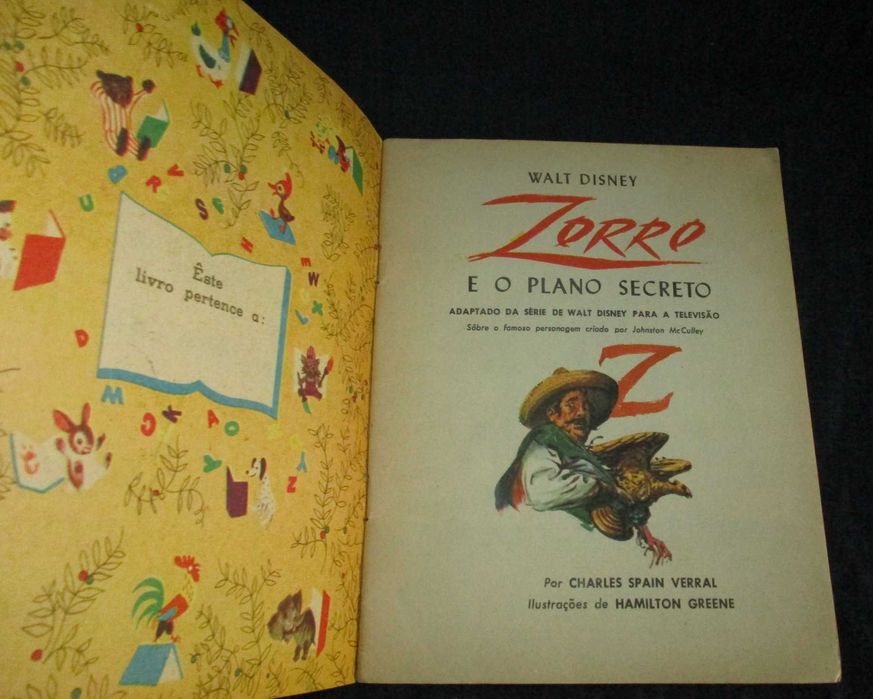 Êste
livro pertence a:
WALT DISNEY
ZORRO
E O PLANO SECRETO
ADAPTADO DA SÉRIE DE WALT DISNEY PARA A TELEVISÃO
Sôbre o famoso personagem criado por Johnston McCulley
Z
Por CHARLES SPAIN VERRAL
Ilustrações de HAMILTON GREENE